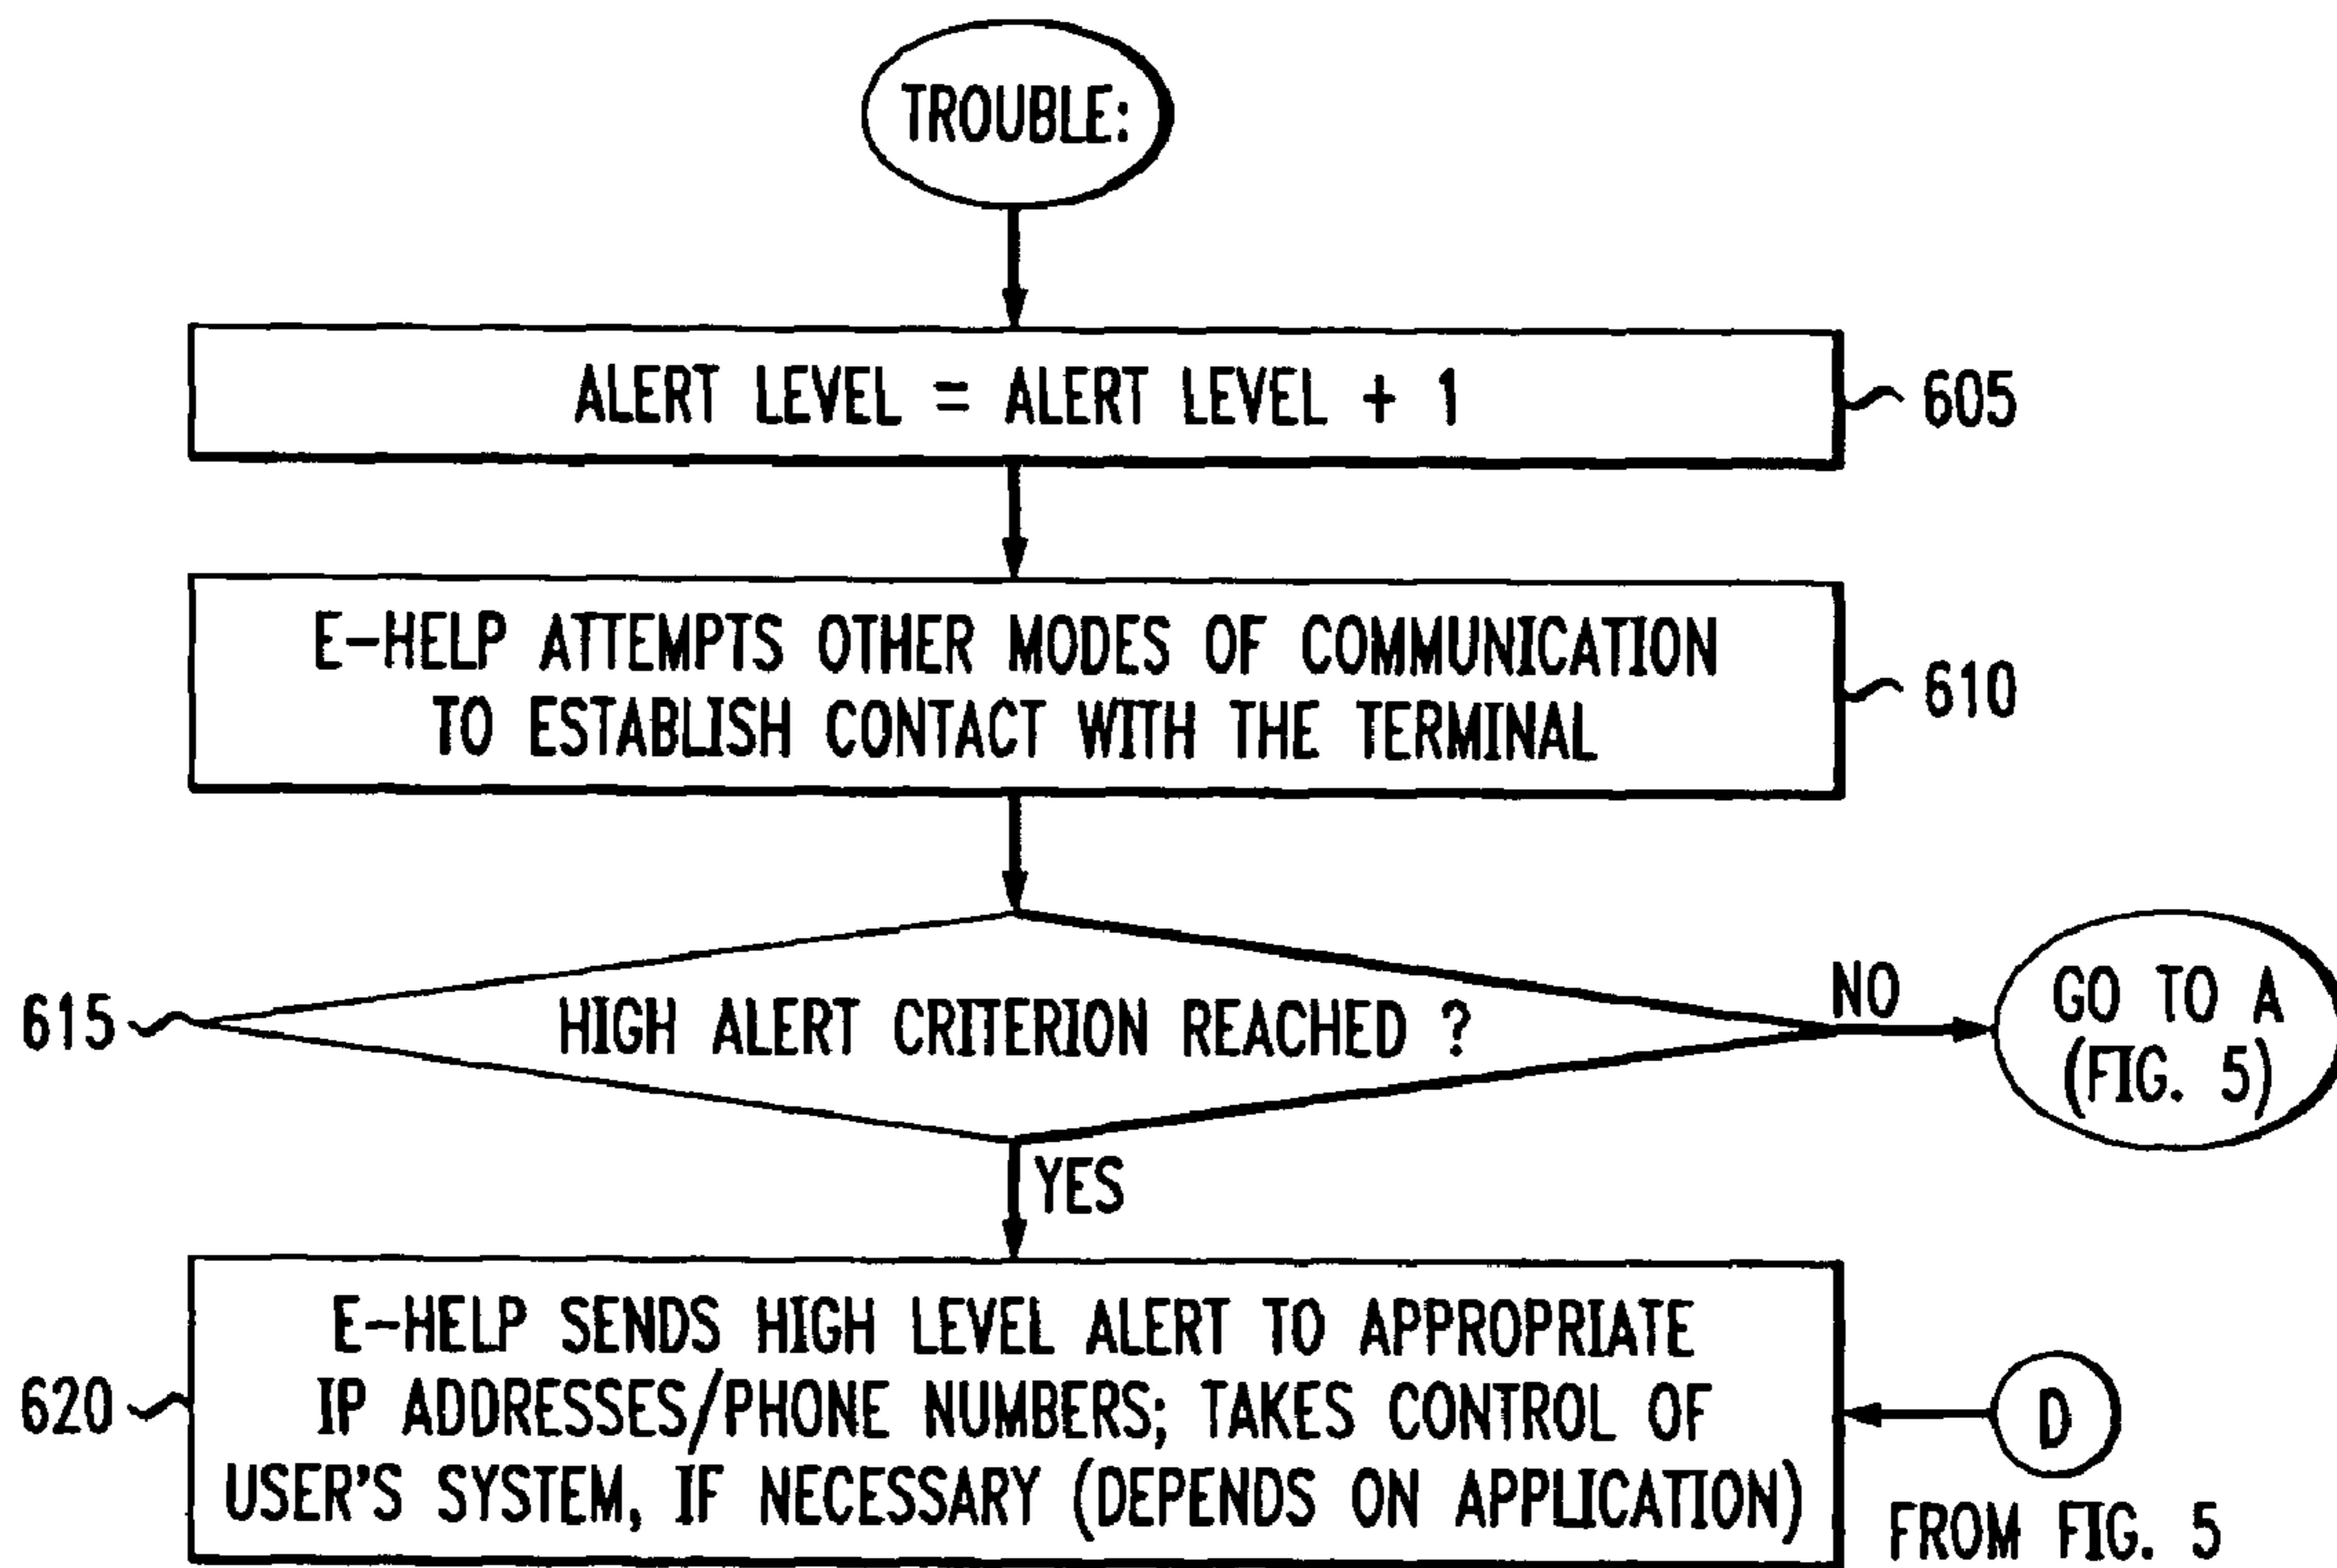 TROUBLE:
ALERT LEVEL = ALERT LEVEL + 1
605
E-HELP ATTEMPTS OTHER MODES OF COMMUNICATION
TO ESTABLISH CONTACT WITH THE TERMINAL
610
615
HIGH ALERT CRITERION REACHED ?
NO
GO TO A
(FIG. 5)
YES
E-HELP SENDS HIGH LEVEL ALERT TO APPROPRIATE
IP ADDRESSES/PHONE NUMBERS; TAKES CONTROL OF
USER'S SYSTEM, IF NECESSARY (DEPENDS ON APPLICATION)
620
D
FROM FIG. 5